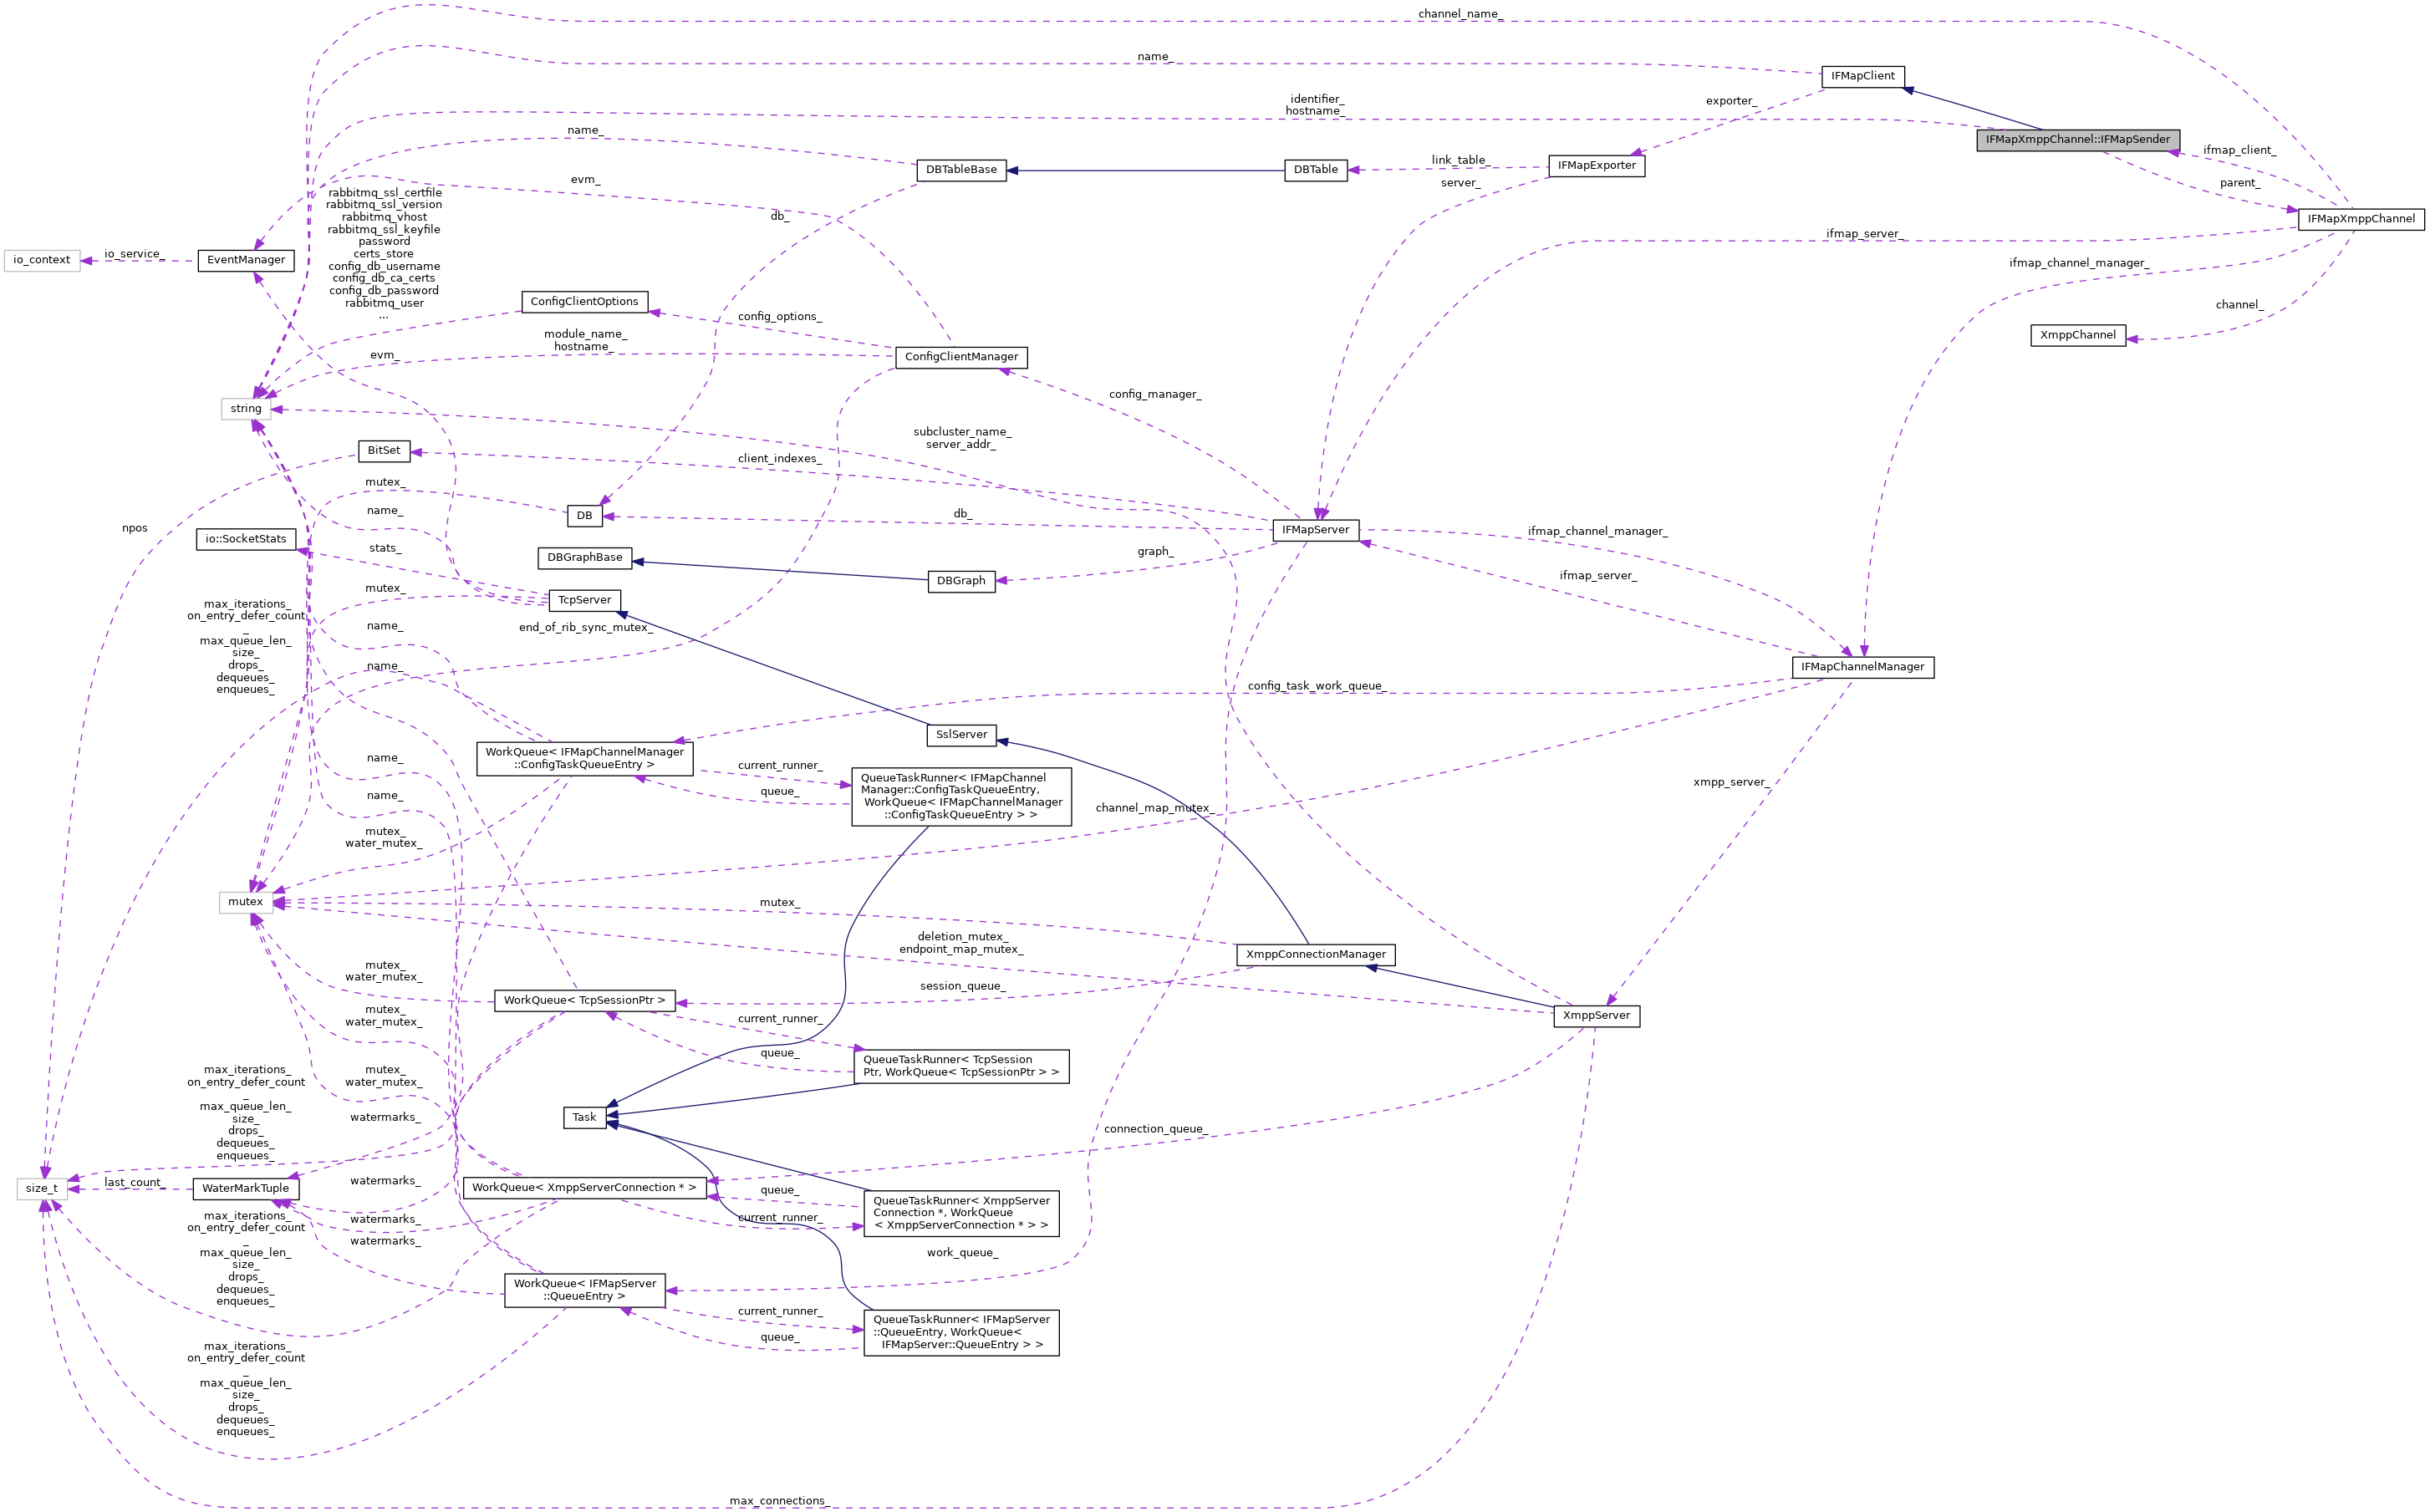 channel_name_
name_
IFMapClient
identifier_
hostname_
exporter_
name_
IFMapXmppChannel::IFMapSender
ifmap_client_
link_table_
DBTableBase
DBTable
IFMapExporter
evm_
server_
parent_
rabbitmq_ssl_certfile
rabbitmq_ssl_version
rabbitmq_vhost
rabbitmq_ssl_keyfile
password
certs_store
config_db_username
config_db_ca_certs
config_db_password
rabbitmq_user
...
db_
IFMapXmppChannel
ifmap_server_
io_context
io_service_
EventManager
ifmap_channel_manager_
ConfigClientOptions
config_options_
channel_
module_name_
hostname_
XmppChannel
evm_
ConfigClientManager
config_manager_
string
subcluster_name_
server_addr_
BitSet
client_indexes_
mutex_
npos
name_
DB
db_
IFMapServer
ifmap_channel_manager_
io::SocketStats
stats_
DBGraphBase
graph_
DBGraph
ifmap_server_
mutex_
TcpServer
max_iterations_
on_entry_defer_count
_
max_queue_len_
size_
drops_
dequeues_
enqueues_
name_
end_of_rib_sync_mutex_
name_
IFMapChannelManager
config_task_work_queue_
SslServer
WorkQueue< IFMapChannelManager
::ConfigTaskQueueEntry >
name_
current_runner_
queue_
QueueTaskRunner< IFMapChannel
Manager::ConfigTaskQueueEntry,
WorkQueue< IFMapChannelManager
::ConfigTaskQueueEntry > >
xmpp_server_
name_
channel_map_mutex_
mutex_
water_mutex_
mutex
mutex_
deletion_mutex_
endpoint_map_mutex_
XmppConnectionManager
mutex_
water_mutex_
session_queue_
WorkQueue< TcpSessionPtr >
mutex_
water_mutex_
current_runner_
XmppServer
queue_
QueueTaskRunner< TcpSession
Ptr, WorkQueue< TcpSessionPtr > >
max_iterations_
on_entry_defer_count
_
max_queue_len_
size_
drops_
dequeues_
enqueues_
mutex_
water_mutex_
watermarks_
Task
connection_queue_
size_t
last_count_
WaterMarkTuple
watermarks_
WorkQueue< XmppServerConnection * >
queue_
current_runner_
QueueTaskRunner< XmppServer
Connection *, WorkQueue
< XmppServerConnection * > >
max_iterations_
on_entry_defer_count
_
max_queue_len_
size_
drops_
dequeues_
enqueues_
watermarks_
watermarks_
work_queue_
WorkQueue< IFMapServer
::QueueEntry >
current_runner_
queue_
QueueTaskRunner< IFMapServer
::QueueEntry, WorkQueue<
IFMapServer::QueueEntry > >
max_iterations_
on_entry_defer_count
_
max_queue_len_
size_
drops_
dequeues_
enqueues_
max_connections_